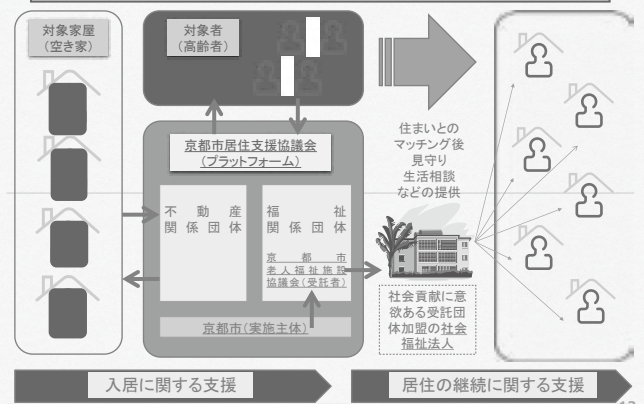 対象家屋
（空き家）
対象者
（高齢者）
京都市居住支援協議会
（プラットフォーム）
不動産
関係団体
福祉
関係団体
京都市
老人福祉施設
協議会（受託者）
京都市（実施主体）
住まいとの
マッチング後
見守り
生活相談
などの提供
社会貢献に意
欲ある受託団
体加盟の社会
福祉法人
入居に関する支援
居住の継続に関する支援